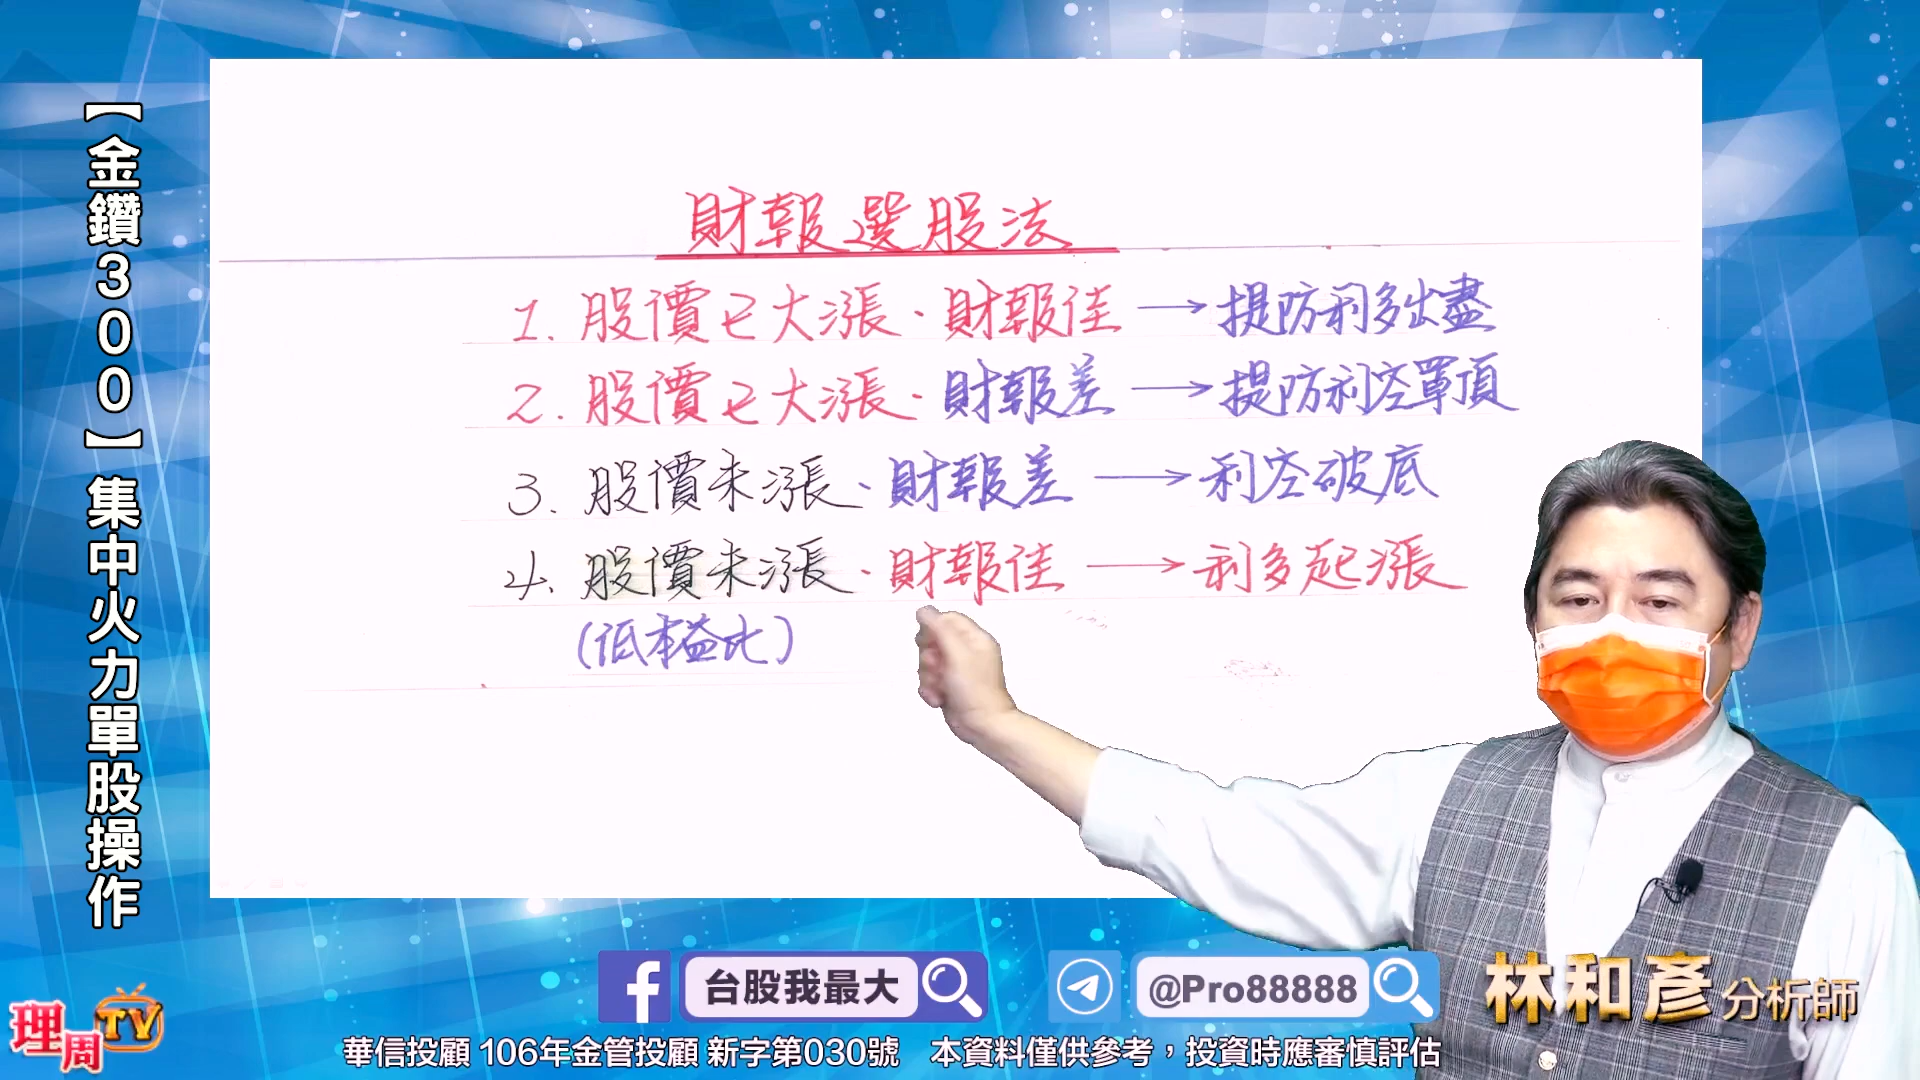 【金鑽300】集中火力單股操作
財報選股法
1. 股價已大漲·財報佳→提防利多出盡
2. 股價已大漲·財報差→提防利空罩頂
3. 股價未漲·財報差→利空破底
4. 股價未漲·財報佳→利多起漲
(低本益比)
台股我最大
@Pro88888
林和彥分析師
理周TV
華信投顧 106年金管投顧 新字第030號 本資料僅供參考，投資時應審慎評估